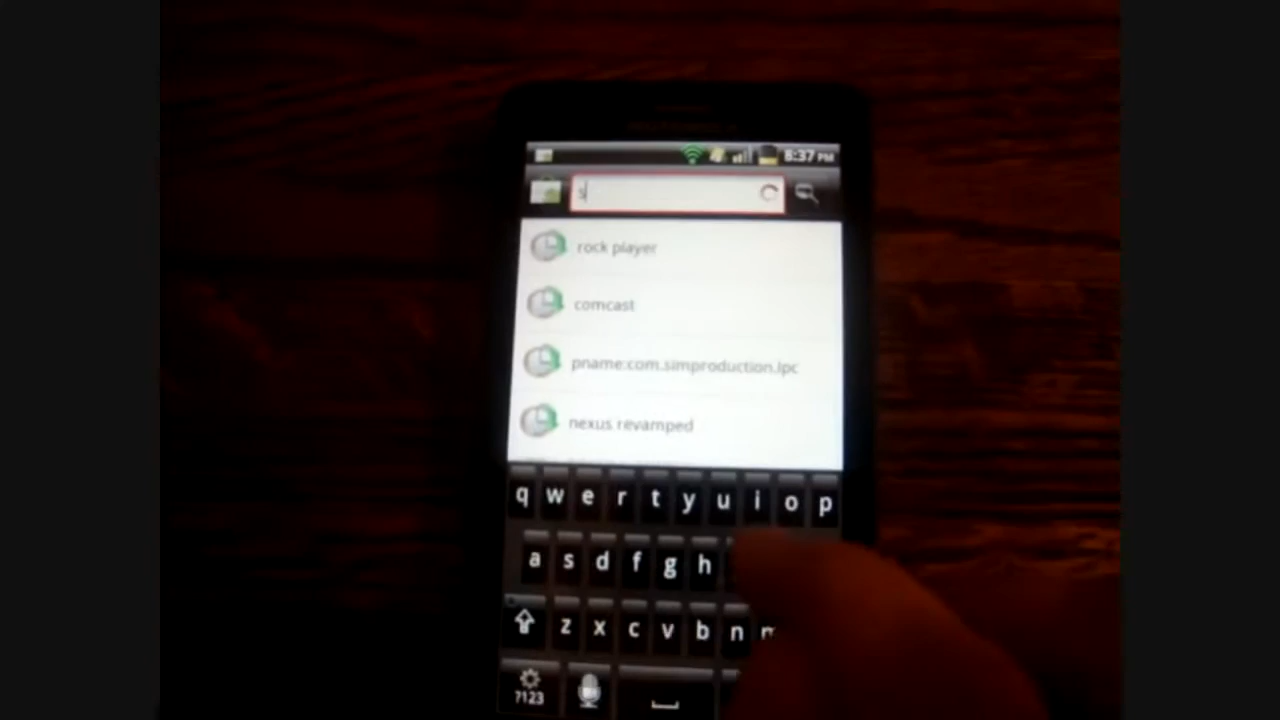 8:37 PM
s
rock player
comcast
pname:com.simproduction.lpc
nexus revamped
q w e r t y u i o p
a s d f g h
z x c v b n
?123